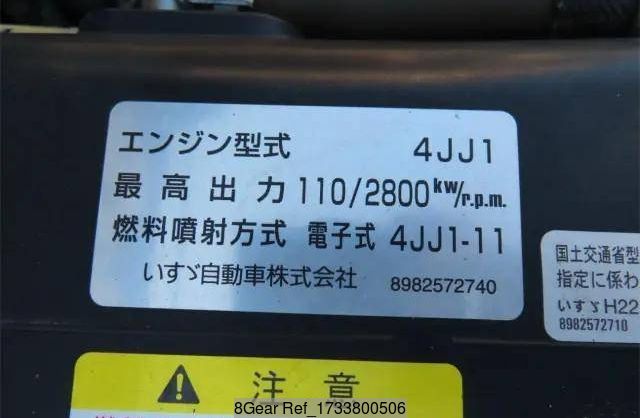 エンジン型式 4JJ1
最高出力 110/2800kw/r.p.m.
燃料噴射方式 電子式 4JJ1-11
いすゞ自動車株式会社 8982572740
国土交通省型
指定に係わ
いすゞH22
8982572710
注意
8Gear Ref_1733800506